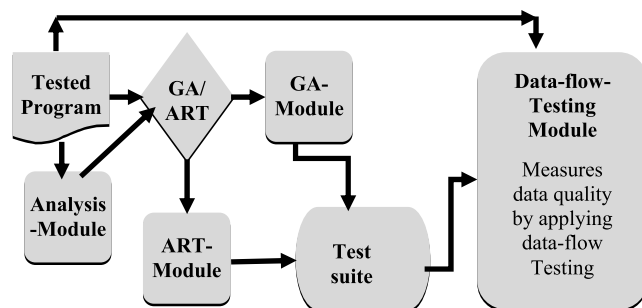 Tested
Program
GA/
ART
GA-
Module
Data-flow-
Testing
Module
Measures
data quality
by applying
data-flow
Testing
Analysis
-Module
ART-
Module
Test
suite